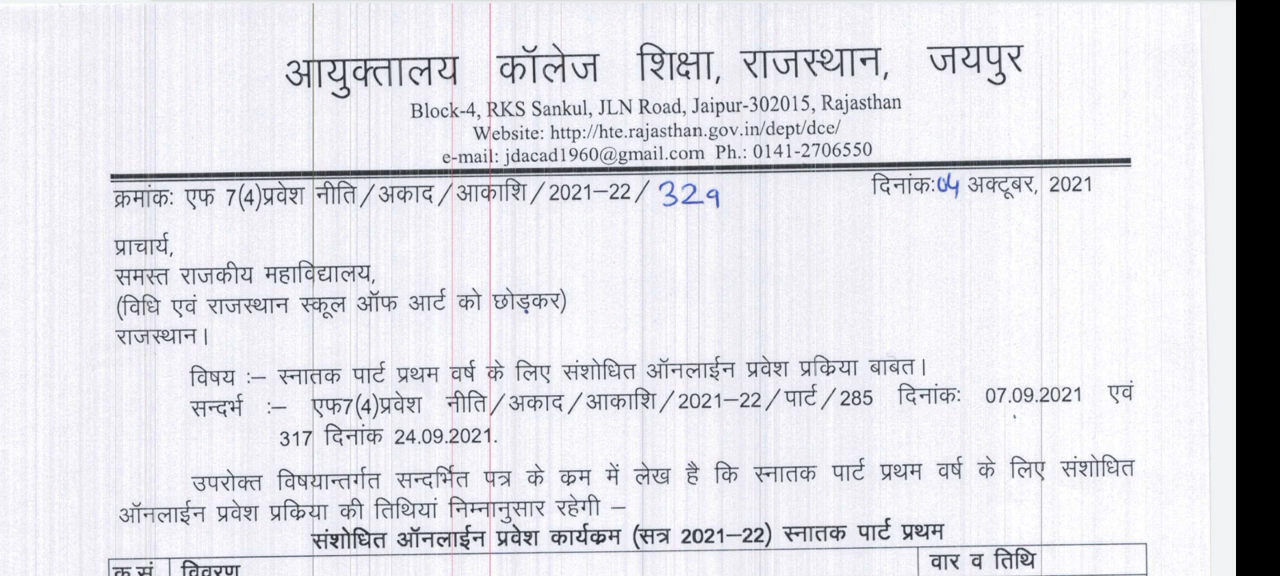 आयुक्तालय कॉलेज शिक्षा, राजस्थान, जयपुर
Block-4, RKS Sankul, JLN Road, Jaipur-302015, Rajasthan
Website: http://hte.rajasthan.gov.in/dept/dce/
e-mail: jdacad1960@gmail.com Ph.: 0141-2706550
क्रमांकः एफ 7(4)प्रवेश नीति/अकाद/आकाशि/2021–22/ 329 दिनांकः04 अक्टूबर, 2021
प्राचार्य,
समस्त राजकीय महाविद्यालय,
(विधि एवं राजस्थान स्कूल ऑफ आर्ट को छोड़कर)
राजस्थान।
विषय :– स्नातक पार्ट प्रथम वर्ष के लिए संशोधित ऑनलाईन प्रवेश प्रकिया बाबत।
सन्दर्भ :– एफ7(4)प्रवेश नीति/अकाद/आकाशि/2021–22/पार्ट/285 दिनांकः 07.09.2021 एवं
317 दिनांक 24.09.2021.
उपरोक्त विषयान्तर्गत सन्दर्भित पत्र के कम में लेख है कि स्नातक पार्ट प्रथम वर्ष के लिए संशोधित
ऑनलाईन प्रवेश प्रकिया की तिथियां निम्नानुसार रहेगी –
संशोधित ऑनलाईन प्रवेश कार्यकम (सत्र 2021–22) स्नातक पार्ट प्रथम
क.सं. विवरण वार व तिथि